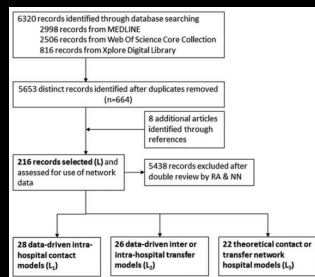 6320 records identified through database searching
2998 records from MEDLINE
2506 records from Web Of Science Core Collection
816 records from Xplore Digital Library
5653 distinct records identified after duplicates removed
(n=664)
8 additional articles
identified through
references
216 records selected (L) and
assessed for use of network
data
5438 records excluded after
double review by RA & NN
28 data-driven intra-
hospital contact
models (L₁)
26 data-driven inter or
intra-hospital transfer
models (L₂)
22 theoretical contact or
transfer network
hospital models (L₃)